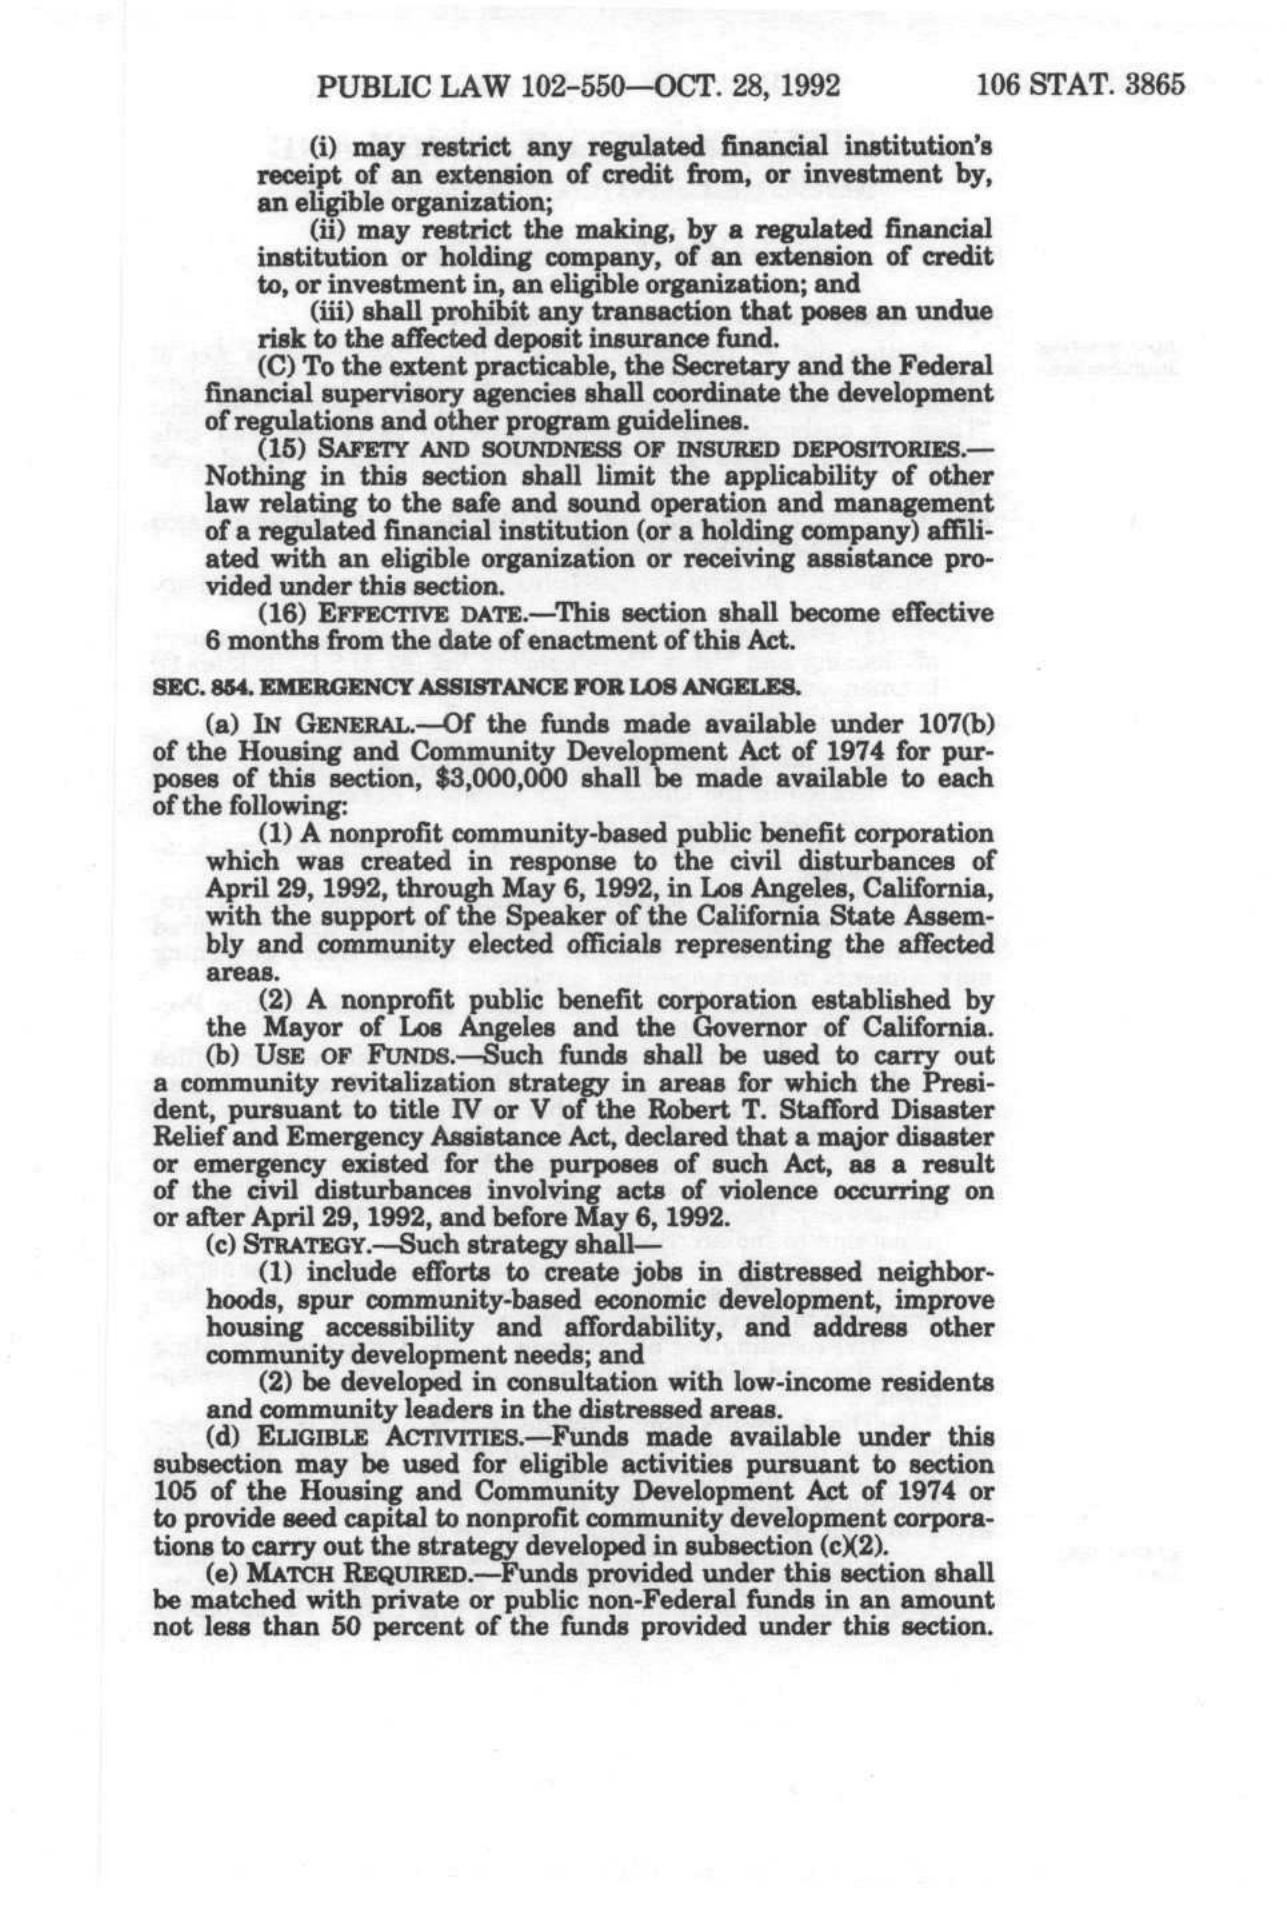 PUBLIC LAW 102-550—OCT. 28, 1992 106 STAT. 3865
(i) may restrict any regulated financial institution's
receipt of an extension of credit from, or investment by,
an eligible organization;
(ii) may restrict the making, by a regulated financial
institution or holding company, of an extension of credit
to, or investment in, an eligible organization; and
(iii) shall prohibit any transaction that poses an undue
risk to the affected deposit insurance fund.
(C) To the extent practicable, the Secretary and the Federal
financial supervisory agencies shall coordinate the development
of regulations and other program guidelines.
(15) SAFETY AND SOUNDNESS OF INSURED DEPOSITORIES.—
Nothing in this section shall limit the applicability of other
law relating to the safe and sound operation and management
of a regulated financial institution (or a holding company) affili-
ated with an eligible organization or receiving assistance pro-
vided under this section.
(16) EFFECTIVE DATE.—This section shall become effective
6 months from the date of enactment of this Act.
SEC. 854. EMERGENCY ASSISTANCE FOR LOS ANGELES.
(a) IN GENERAL.—Of the funds made available under 107(b)
of the Housing and Community Development Act of 1974 for pur-
poses of this section, $3,000,000 shall be made available to each
of the following:
(1) A nonprofit community-based public benefit corporation
which was created in response to the civil disturbances of
April 29, 1992, through May 6, 1992, in Los Angeles, California,
with the support of the Speaker of the California State Assem-
bly and community elected officials representing the affected
areas.
(2) A nonprofit public benefit corporation established by
the Mayor of Los Angeles and the Governor of California.
(b) USE OF FUNDS.—Such funds shall be used to carry out
a community revitalization strategy in areas for which the Presi-
dent, pursuant to title IV or V of the Robert T. Stafford Disaster
Relief and Emergency Assistance Act, declared that a major disaster
or emergency existed for the purposes of such Act, as a result
of the civil disturbances involving acts of violence occurring on
or after April 29, 1992, and before May 6, 1992.
(c) STRATEGY.—Such strategy shall—
(1) include efforts to create jobs in distressed neighbor-
hoods, spur community-based economic development, improve
housing accessibility and affordability, and address other
community development needs; and
(2) be developed in consultation with low-income residents
and community leaders in the distressed areas.
(d) ELIGIBLE ACTIVITIES.—Funds made available under this
subsection may be used for eligible activities pursuant to section
105 of the Housing and Community Development Act of 1974 or
to provide seed capital to nonprofit community development corpora-
tions to carry out the strategy developed in subsection (c)(2).
(e) MATCH REQUIRED.—Funds provided under this section shall
be matched with private or public non-Federal funds in an amount
not less than 50 percent of the funds provided under this section.